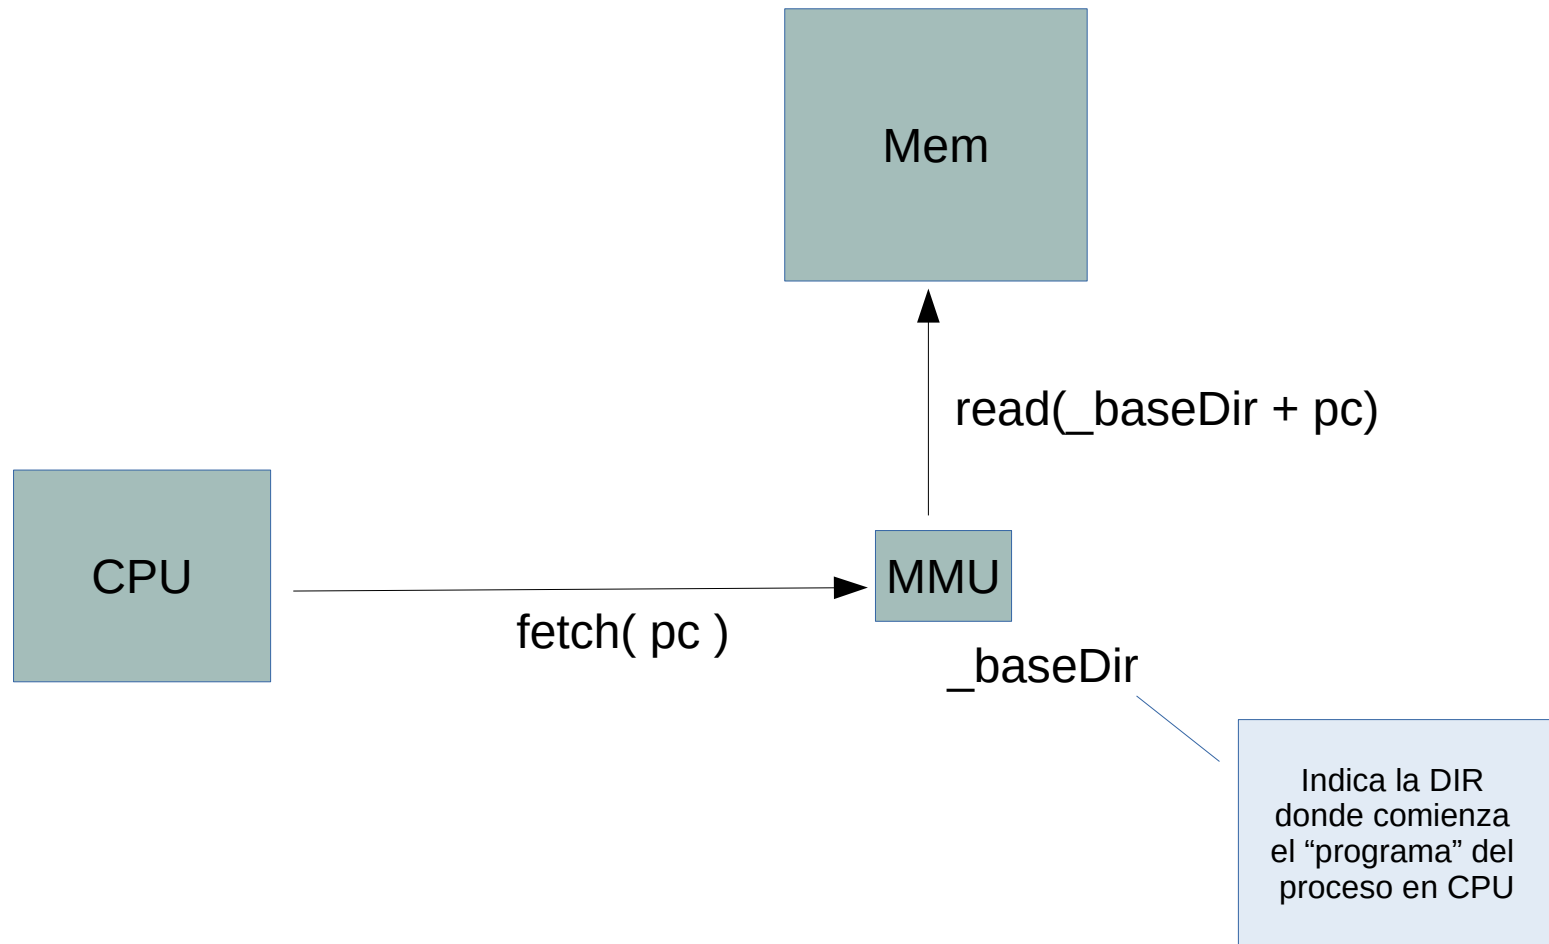 Mem
read(_baseDir + pc)
CPU
MMU
fetch( pc )
_baseDir
Indica la DIR
donde comienza
el “programa” del
proceso en CPU